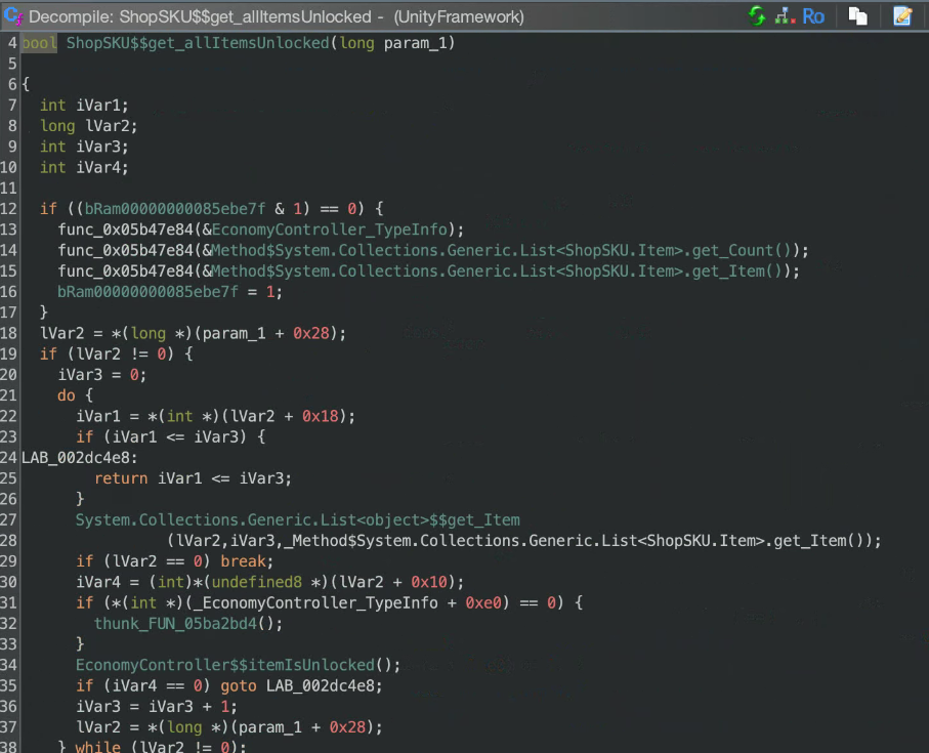 Decompile: ShopSKU$$get_allItemsUnlocked - (UnityFramework)
Ro
4 bool ShopSKU$$get_allItemsUnlocked(long param_1)
5
6 {
7 int iVar1;
8 long lVar2;
9 int iVar3;
10 int iVar4;
11
12 if ((bRam00000000085ebe7f & 1) == 0) {
13 func_0x05b47e84(&EconomyController_TypeInfo);
14 func_0x05b47e84(&Method$System.Collections.Generic.List<ShopSKU.Item>.get_Count());
15 func_0x05b47e84(&Method$System.Collections.Generic.List<ShopSKU.Item>.get_Item());
16 bRam00000000085ebe7f = 1;
17 }
18 lVar2 = *(long *)(param_1 + 0x28);
19 if (lVar2 != 0) {
20 iVar3 = 0;
21 do {
22 iVar1 = *(int *)(lVar2 + 0x18);
23 if (iVar1 <= iVar3) {
24 LAB_002dc4e8:
25 return iVar1 <= iVar3;
26 }
27 System.Collections.Generic.List<object>$$get_Item
28 (lVar2,iVar3,_Method$System.Collections.Generic.List<ShopSKU.Item>.get_Item());
29 if (lVar2 == 0) break;
30 iVar4 = (int)*(undefined8 *)(lVar2 + 0x10);
31 if (*(int *)(_EconomyController_TypeInfo + 0xe0) == 0) {
32 thunk_FUN_05ba2bd4();
33 }
34 EconomyController$$itemIsUnlocked();
35 if (iVar4 == 0) goto LAB_002dc4e8;
36 iVar3 = iVar3 + 1;
37 lVar2 = *(long *)(param_1 + 0x28);
38 } while (lVar2 != 0);